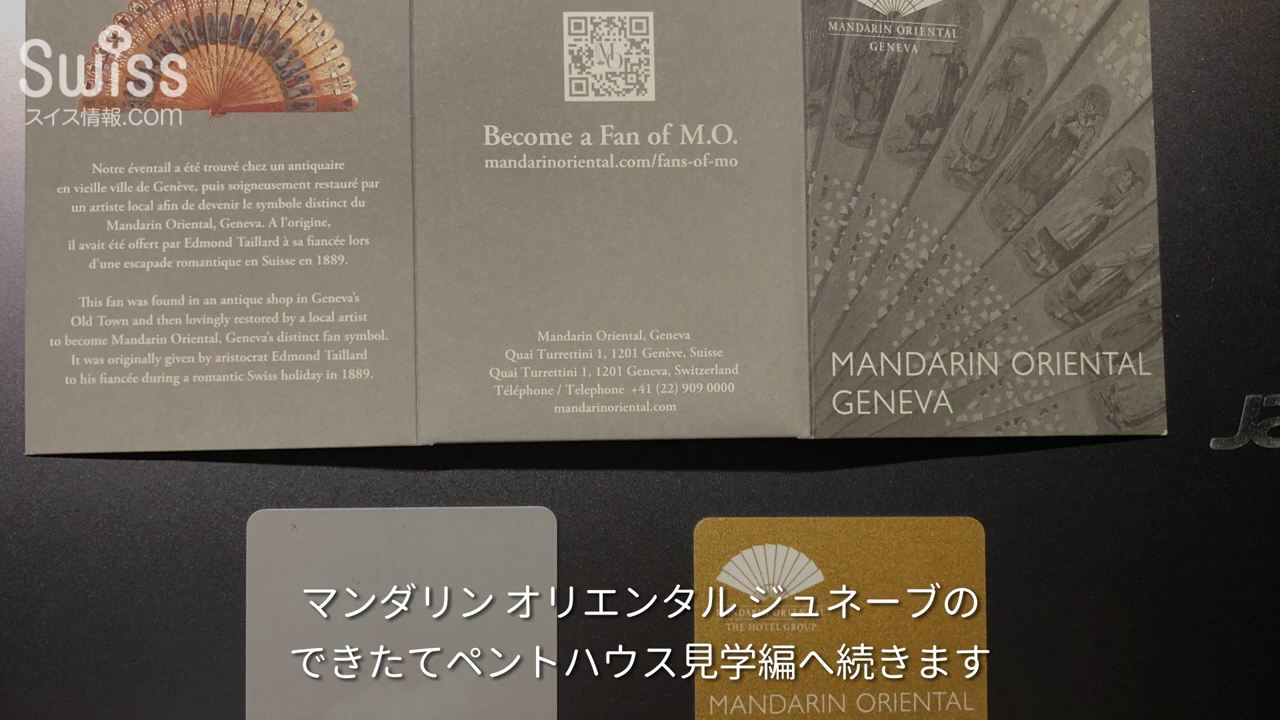 Swiss
スイス情報.com
Notre éventail a été trouvé chez un antiquaire
en vieille ville de Genève, puis soigneusement restauré par
un artiste local afin de devenir le symbole distinct du
Mandarin Oriental, Geneva. A l'origine,
il avait été offert par Edmond Taillard à sa fiancée lors
d'une escapade romantique en Suisse en 1889.
This fan was found in an antique shop in Geneva's
Old Town and then lovingly restored by a local artist
to become Mandarin Oriental, Geneva's distinct fan symbol.
It was originally given by aristocrat Edmond Taillard
to his fiancée during a romantic Swiss holiday in 1889.
Become a Fan of M.O.
mandarinoriental.com/fans-of-mo
Mandarin Oriental, Geneva
Quai Turrettini 1, 1201 Genève, Suisse
Quai Turrettini 1, 1201 Geneva, Switzerland
Téléphone / Telephone +41 (22) 909 0000
mandarinoriental.com
MANDARIN ORIENTAL
GENEVA
MANDARIN ORIENTAL
GENEVA
MANDARIN ORIENTAL
THE HOTEL GROUP
マンダリン オリエンタル ジュネーブの
できたてペントハウス見学編へ続きます
MANDARIN ORIENTAL